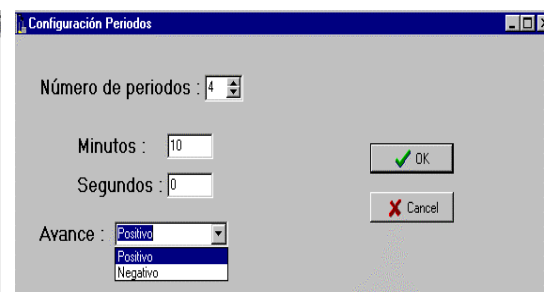 Configuración Periodos
Número de periodos : 4
Minutos : 10
OK
Segundos : 0
Cancel
Avance : Positivo
Positivo
Negativo